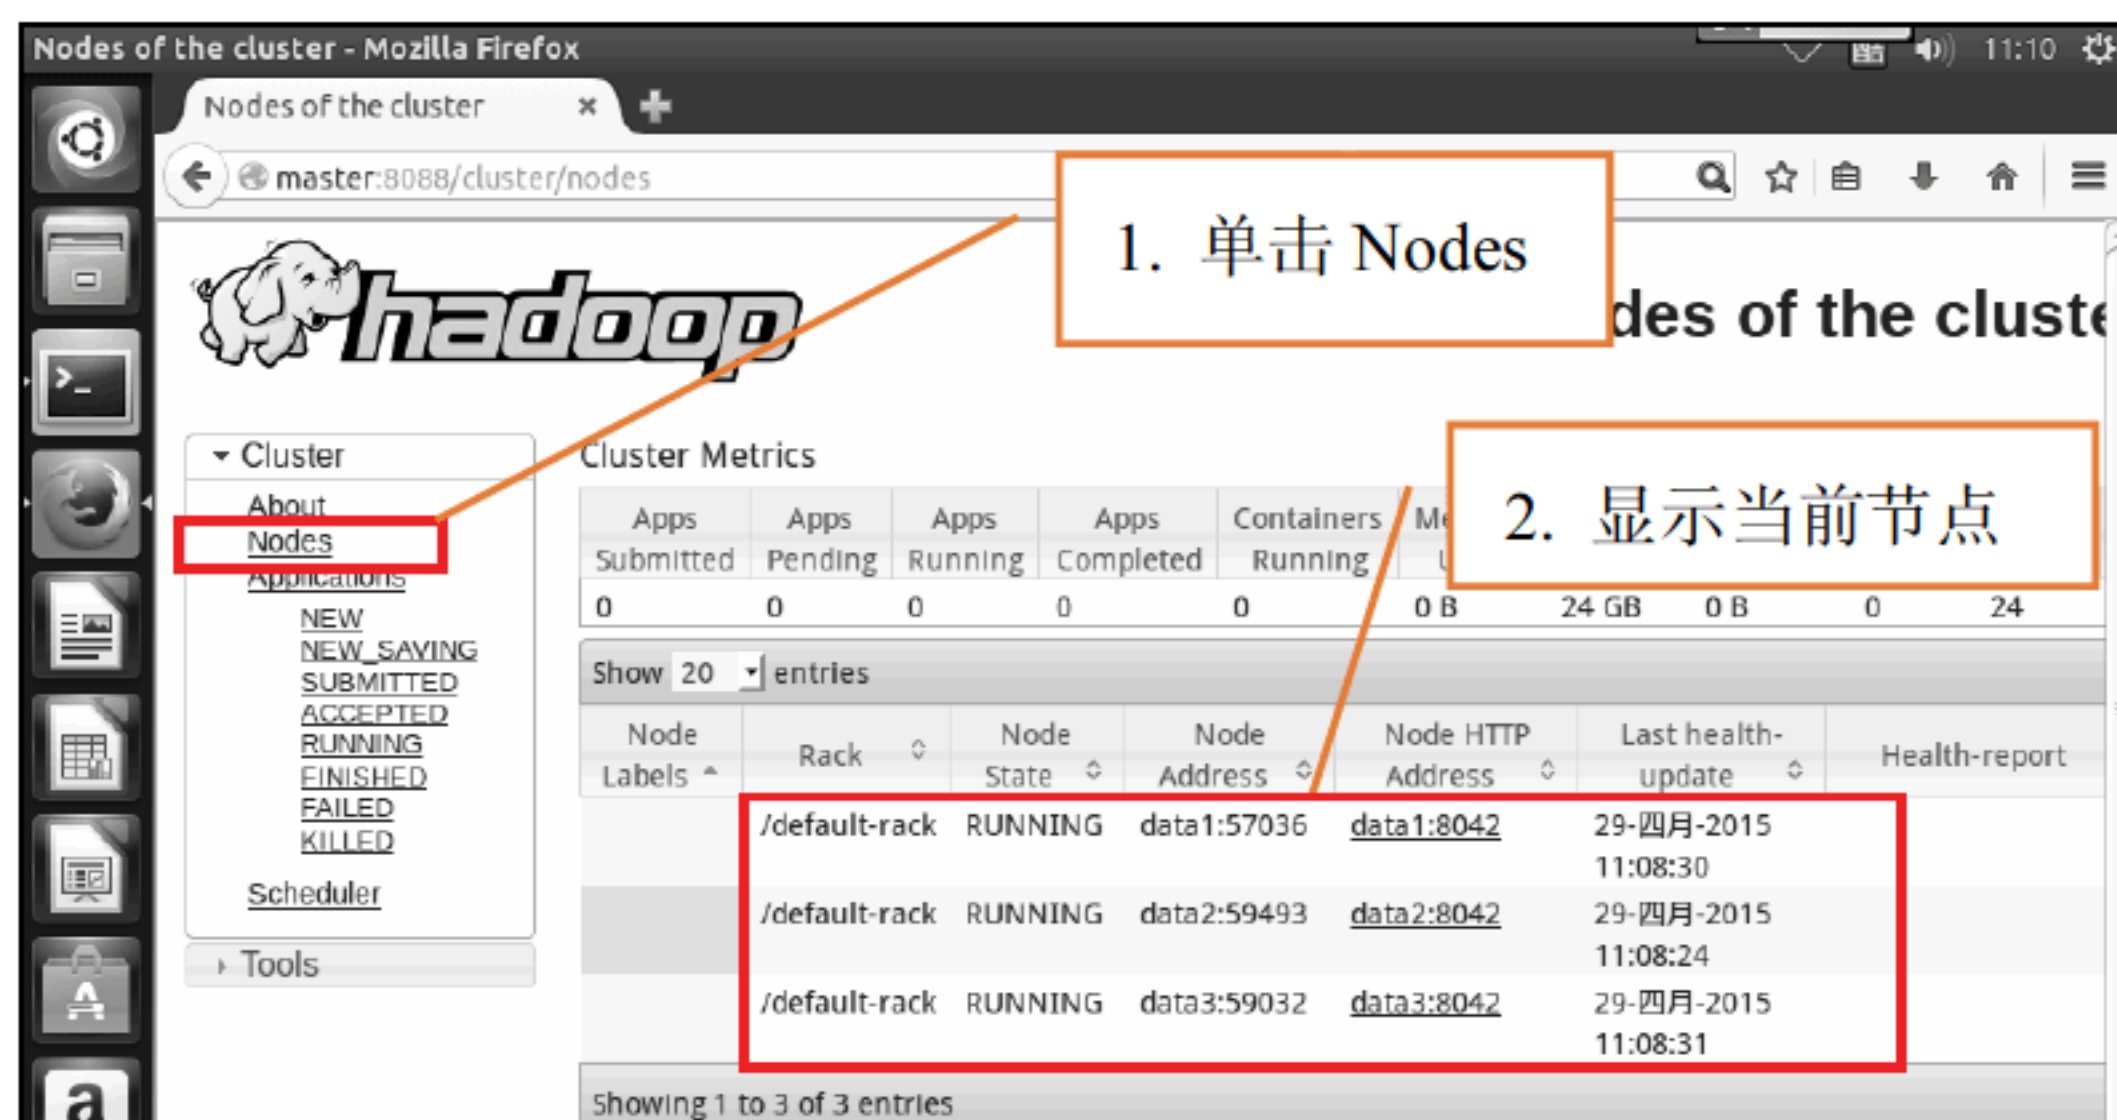 Nodes of the cluster - Mozilla Firefox
11:10
Nodes of the cluster
master:8088/cluster/nodes
1. 单击 Nodes
hadoop
des of the cluste
Cluster
About
Nodes
Applications
NEW
NEW_SAVING
SUBMITTED
ACCEPTED
RUNNING
FINISHED
FAILED
KILLED
Scheduler
Tools
Cluster Metrics
2. 显示当前节点
Apps Apps Apps Apps Containers
Submitted Pending Running Completed Running
0 0 0 0 0 0 B 24 GB 0 B 0 24
Show 20 entries
Node Node Node Node HTTP Last health-
Labels Rack State Address Address update Health-report
/default-rack RUNNING data1:57036 data1:8042 29-四月-2015
11:08:30
/default-rack RUNNING data2:59493 data2:8042 29-四月-2015
11:08:24
/default-rack RUNNING data3:59032 data3:8042 29-四月-2015
11:08:31
Showing 1 to 3 of 3 entries